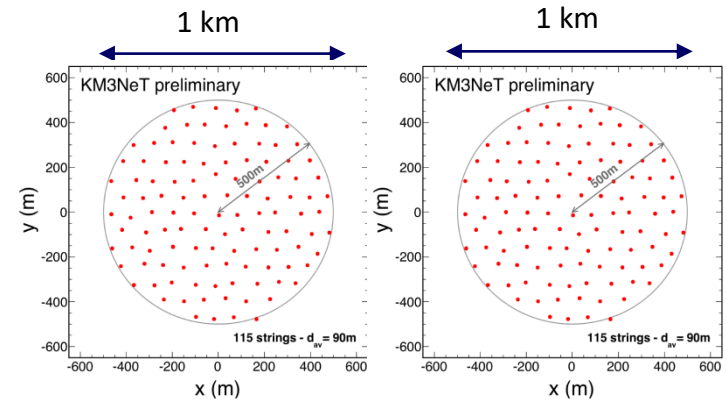 1 km
1 km
KM3NeT preliminary
500m
115 strings - d_av = 90m
y (m)
600
400
200
0
-200
-400
-600
-600 -400 -200 0 200 400 600
x (m)
KM3NeT preliminary
500m
115 strings - d_av = 90m
y (m)
600
400
200
0
-200
-400
-600
-600 -400 -200 0 200 400 600
x (m)